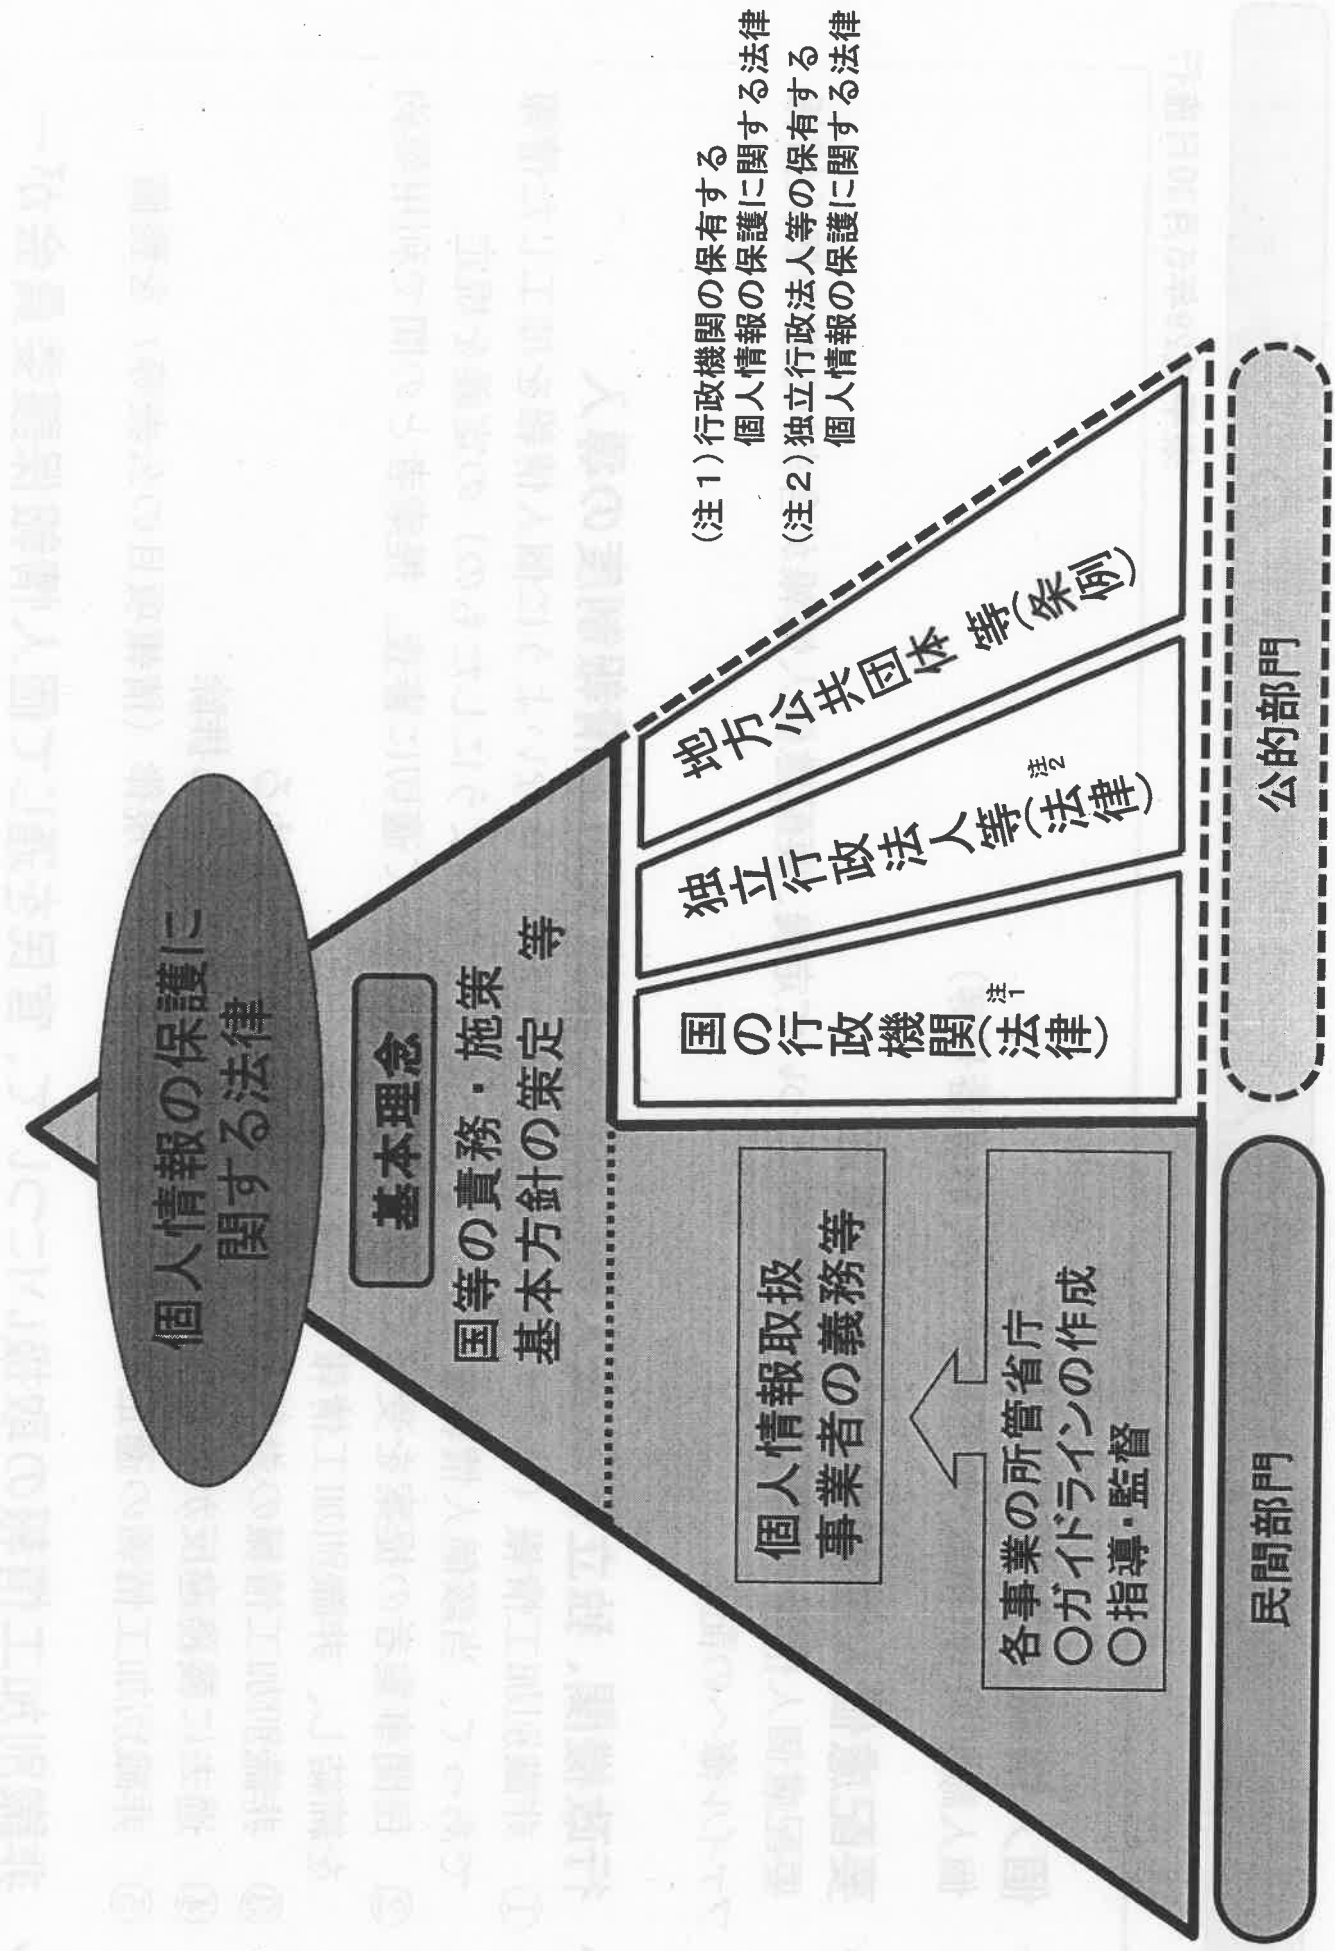 個人情報の保護に
関する法律
基本理念
国等の責務・施策
基本方針の策定 等
個人情報取扱
事業者の義務等
各事業の所管省庁
○ガイドラインの作成
○指導・監督
国の行政機関(法律)注1
独立行政法人等(法律)注2
地方公共団体 等(条例)
(注1)行政機関の保有する
個人情報の保護に関する法律
(注2)独立行政法人等の保有する
個人情報の保護に関する法律
民間部門
公的部門